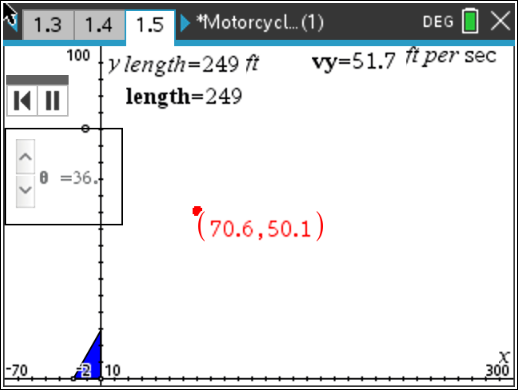 1.3 1.4 1.5 *Motorcycl...(1) DEG
100 y length=249 ft vy=51.7 ft per sec
length=249
θ =36.
(70.6,50.1)
x
-70 -2 10 300